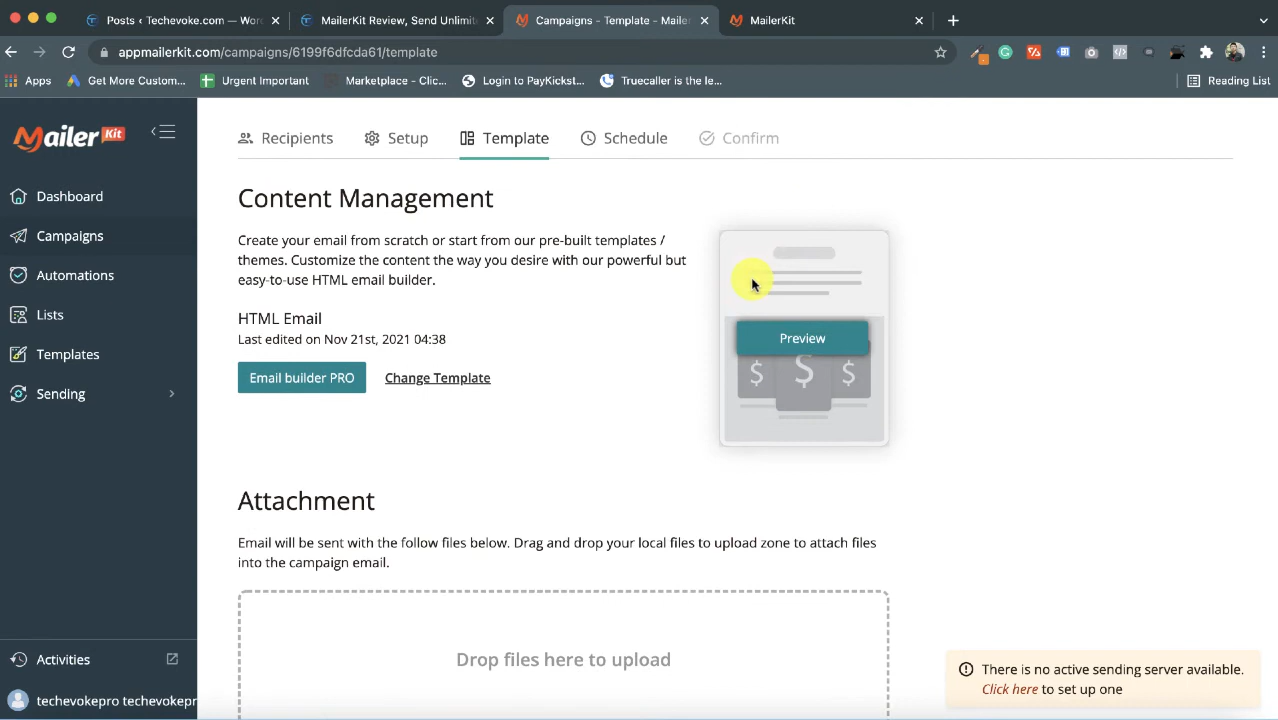 Posts ‹ Techevoke.com — Wor
MailerKit Review, Send Unlimite
Campaigns - Template - Mailer
MailerKit
appmailerkit.com/campaigns/6199f6dfcda61/template
Apps
Get More Custom...
Urgent Important
Marketplace - Clic...
Login to PayKickst...
Truecaller is the le...
Reading List
Mailer Kit
Recipients
Setup
Template
Schedule
Confirm
Dashboard
Campaigns
Automations
Lists
Templates
Sending
Activities
techevokepro techevokepr
Content Management
Create your email from scratch or start from our pre-built templates /
themes. Customize the content the way you desire with our powerful but
easy-to-use HTML email builder.
HTML Email
Last edited on Nov 21st, 2021 04:38
Email builder PRO
Change Template
Preview
$ $ $
Attachment
Email will be sent with the follow files below. Drag and drop your local files to upload zone to attach files
into the campaign email.
Drop files here to upload
There is no active sending server available.
Click here to set up one